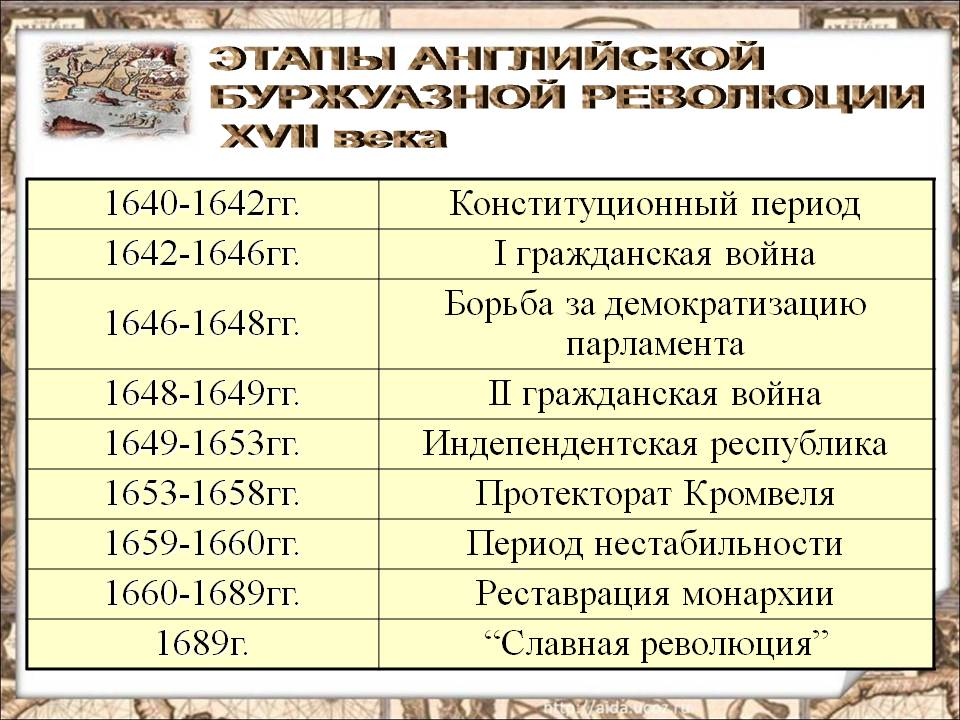 ЭТАПЫ АНГЛИЙСКОЙ
БУРЖУАЗНОЙ РЕВОЛЮЦИИ
XVII века
1640-1642гг. Конституционный период
1642-1646гг. I гражданская война
1646-1648гг. Борьба за демократизацию
парламента
1648-1649гг. II гражданская война
1649-1653гг. Индепендентская республика
1653-1658гг. Протекторат Кромвеля
1659-1660гг. Период нестабильности
1660-1689гг. Реставрация монархии
1689г. “Славная революция”
http://aida.ucoz.ru